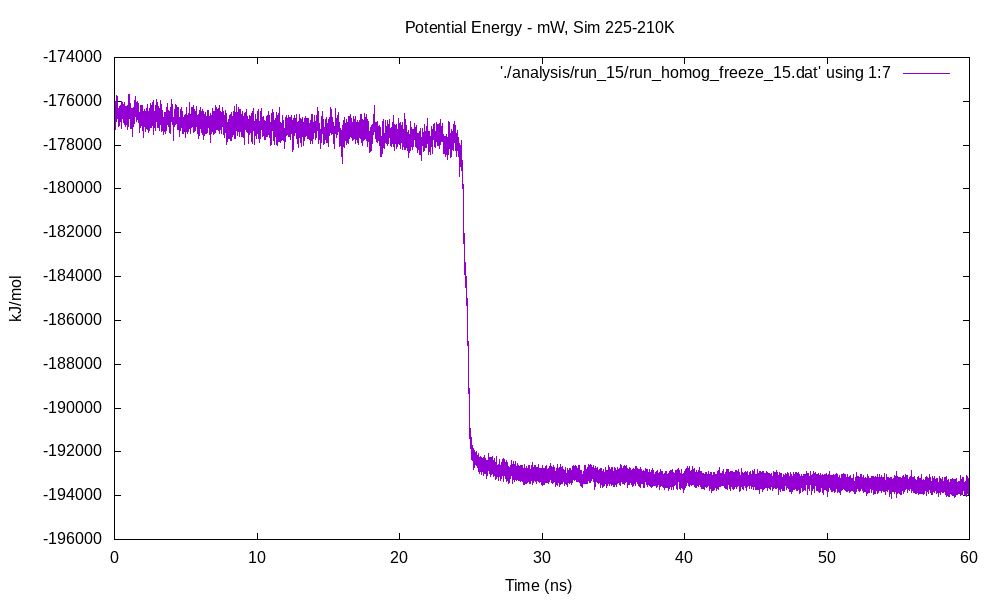 Potential Energy - mW, Sim 225-210K
'./analysis/run_15/run_homog_freeze_15.dat' using 1:7
-174000
-176000
-178000
-180000
-182000
-184000
-186000
-188000
-190000
-192000
-194000
-196000
kJ/mol
0 10 20 30 40 50 60
Time (ns)